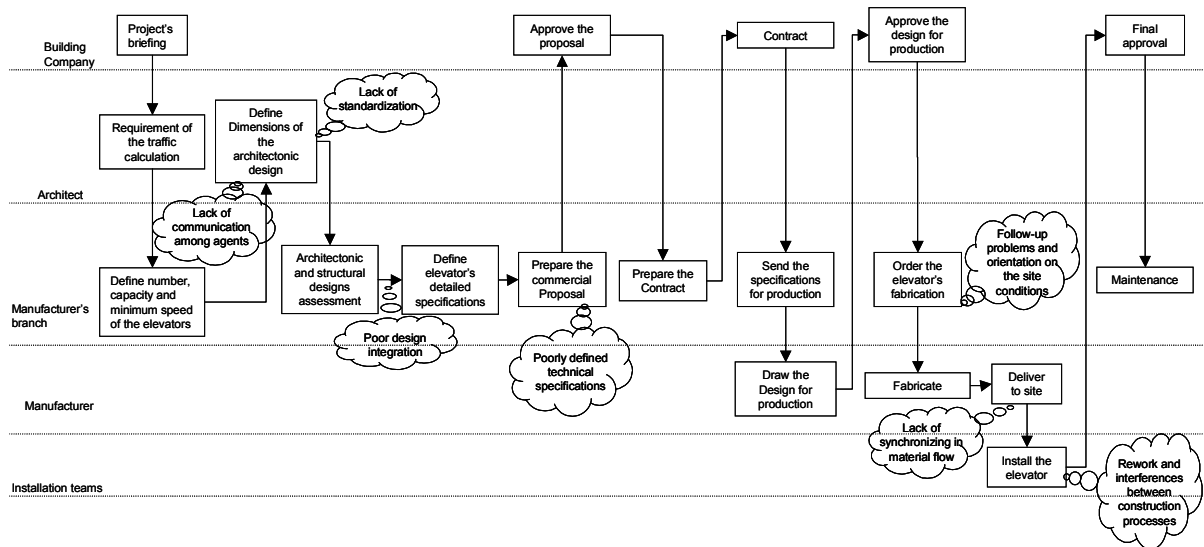 Project's
briefing
Approve the
proposal
Contract
Approve the
design for
production
Final
approval
Building
Company
Lack of
standardization
Define
Dimensions of
the
architectonic
design
Requirement of
the traffic
calculation
Architect
Lack of
communication
among agents
Follow-up
problems and
orientation on
the site
conditions
Architectonic
and structural
designs
assessment
Define
elevator's
detailed
specifications
Prepare the
commercial
Proposal
Prepare the
Contract
Send the
specifications
for production
Order the
elevator's
fabrication
Maintenance
Define number,
capacity and
minimum speed
of the elevators
Manufacturer's
branch
Poor design
integration
Poorly defined
technical
specifications
Draw the
Design for
production
Fabricate
Deliver
to site
Manufacturer
Lack of
synchronizing in
material flow
Install the
elevator
Rework and
interferences
between
construction
processes
Installation teams